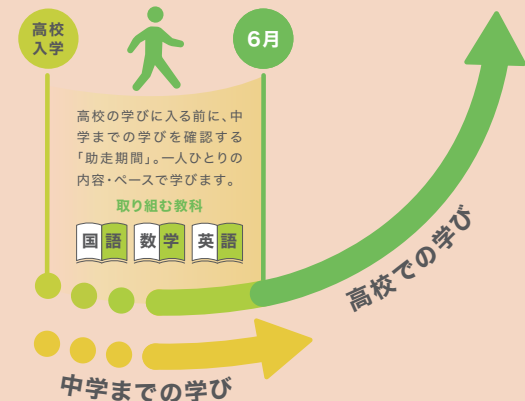 高校
入学
6月
高校の学びに入る前に、中
学までの学びを確認する
「助走期間」。一人ひとりの
内容・ペースで学びます。
取り組む教科
国語 数学 英語
高校での学び
中学までの学び